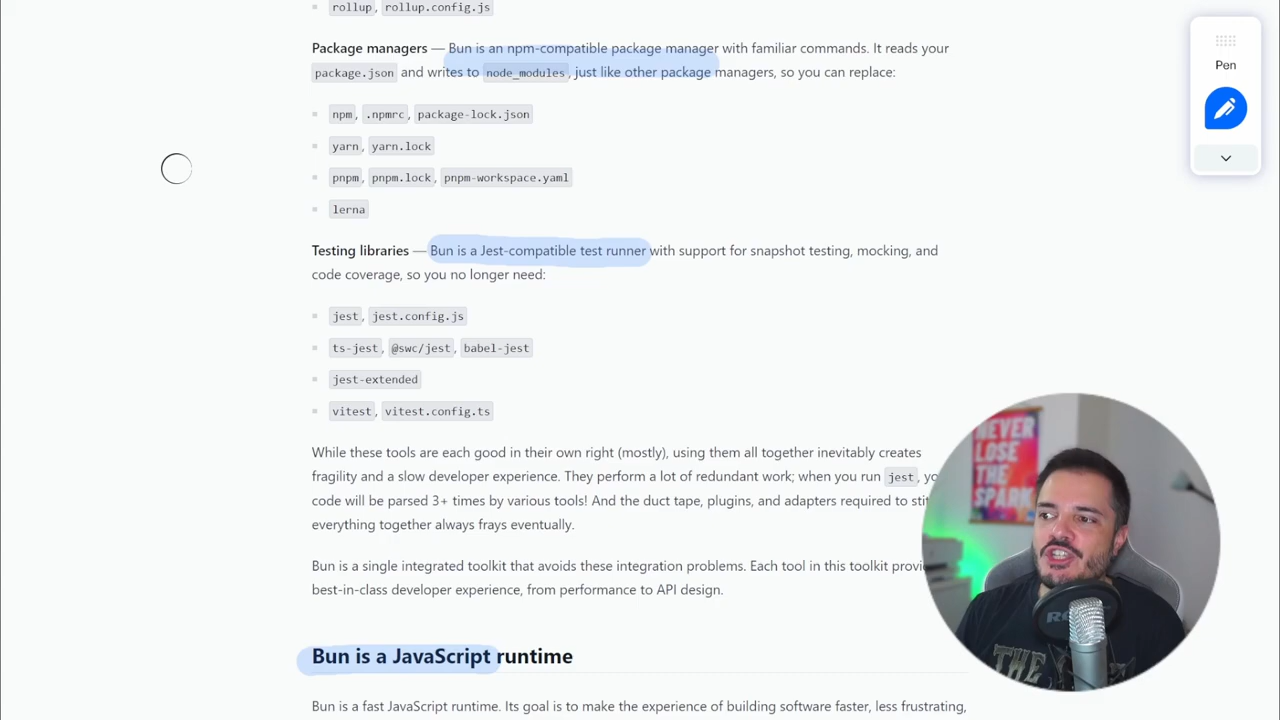 rollup, rollup.config.js
Package managers — Bun is an npm-compatible package manager with familiar commands. It reads your
package.json and writes to node_modules, just like other package managers, so you can replace:
npm, .npmrc, package-lock.json
yarn, yarn.lock
pnpm, pnpm.lock, pnpm-workspace.yaml
lerna
Testing libraries — Bun is a Jest-compatible test runner with support for snapshot testing, mocking, and
code coverage, so you no longer need:
jest, jest.config.js
ts-jest, @swc/jest, babel-jest
jest-extended
vitest, vitest.config.ts
While these tools are each good in their own right (mostly), using them all together inevitably creates
fragility and a slow developer experience. They perform a lot of redundant work; when you run jest, yo
code will be parsed 3+ times by various tools! And the duct tape, plugins, and adapters required to stit
everything together always frays eventually.
Bun is a single integrated toolkit that avoids these integration problems. Each tool in this toolkit provi
best-in-class developer experience, from performance to API design.
Bun is a JavaScript runtime
Bun is a fast JavaScript runtime. Its goal is to make the experience of building software faster, less frustrating,
Pen
NEVER
LOSE
THE
SPARK
RØDE
THE